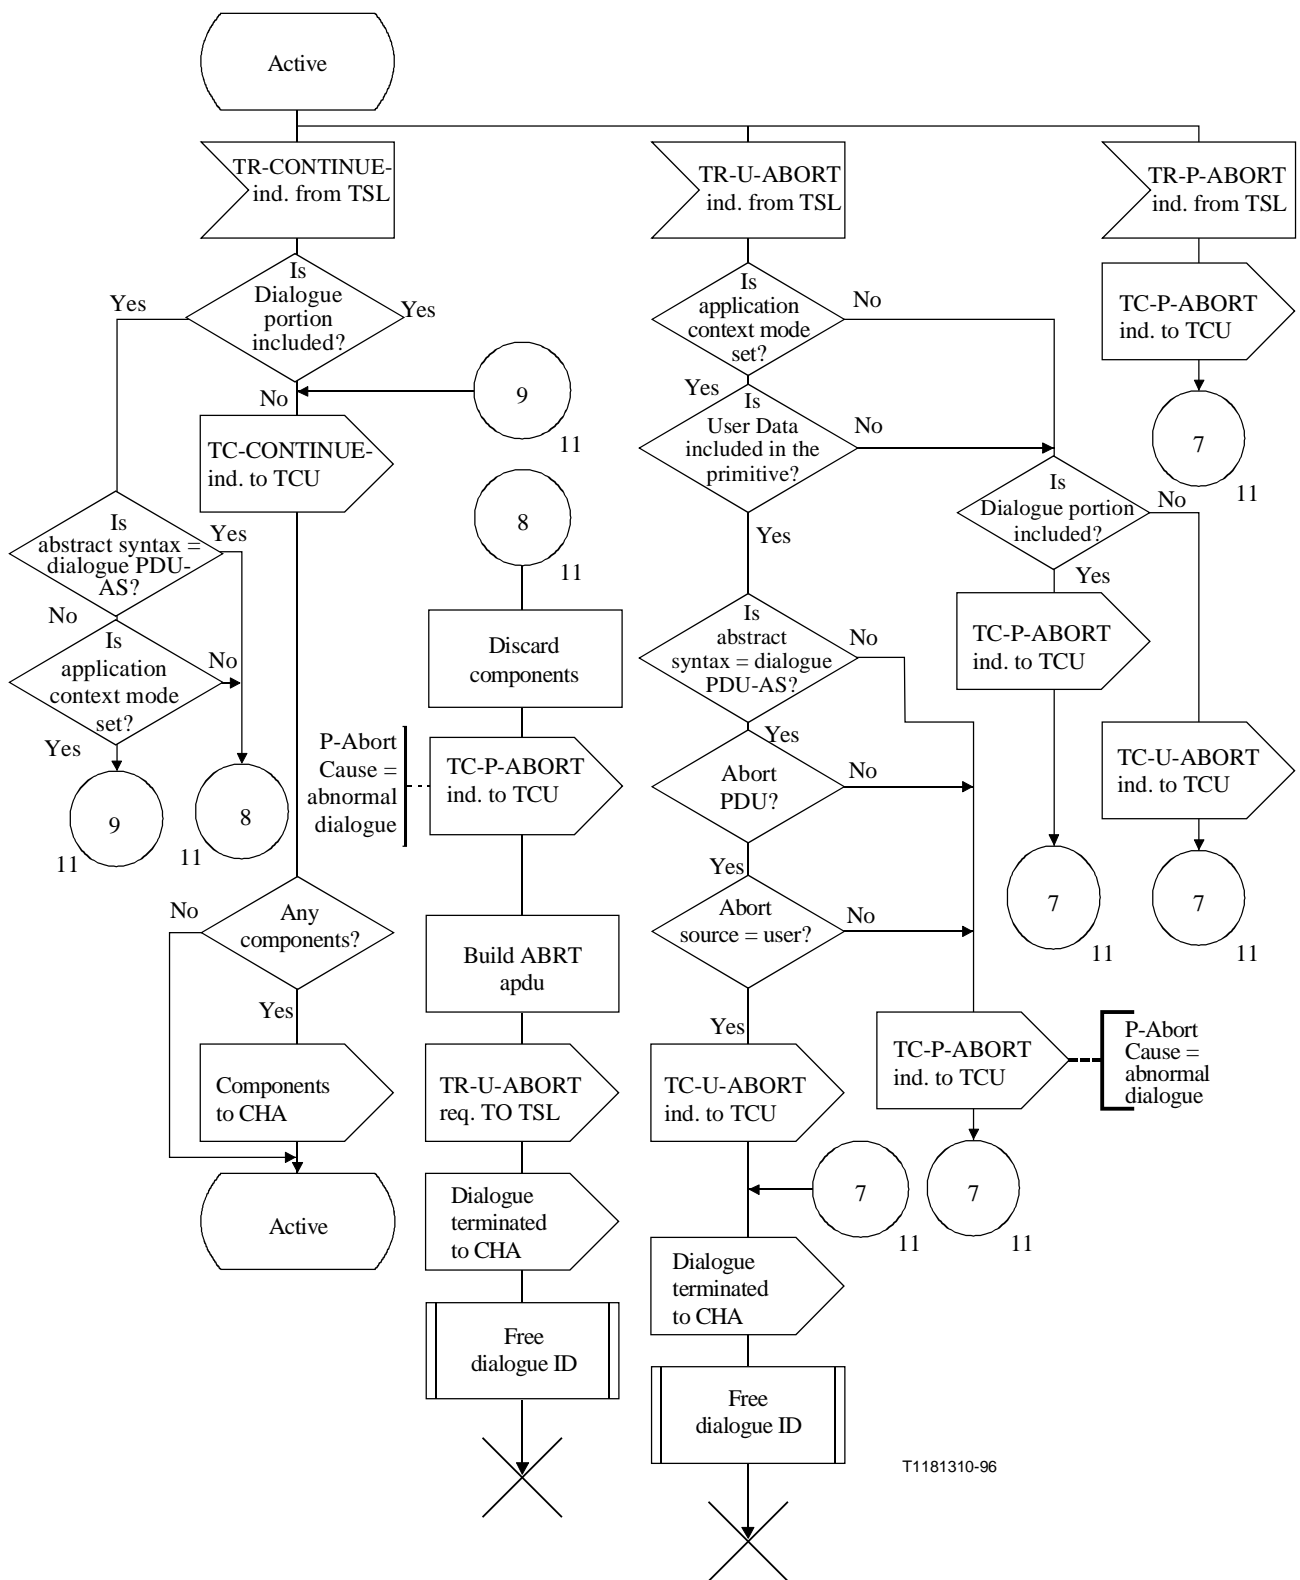 Active
TR-CONTINUE-
ind. from TSL
TR-U-ABORT
ind. from TSL
TR-P-ABORT
ind. from TSL
Is
Dialogue
portion
included?
Yes
Yes
No
Is
application
context mode
set?
No
Yes
TC-P-ABORT
ind. to TCU
7
11
9
11
TC-CONTINUE-
ind. to TCU
Is
User Data
included in the
primitive?
No
Yes
Is
Dialogue portion
included?
No
Yes
Is
abstract syntax =
dialogue PDU-
AS?
Yes
No
8
11
Is
application
context mode
set?
No
Yes
9
11
8
11
Discard
components
P-Abort
Cause =
abnormal
dialogue
TC-P-ABORT
ind. to TCU
Is
abstract
syntax = dialogue
PDU-AS?
No
Yes
TC-P-ABORT
ind. to TCU
TC-U-ABORT
ind. to TCU
Abort
PDU?
No
Yes
7
11
7
11
Any
components?
No
Yes
Build ABRT
apdu
Abort
source = user?
No
Yes
Components
to CHA
TR-U-ABORT
req. TO TSL
TC-U-ABORT
ind. to TCU
TC-P-ABORT
ind. to TCU
P-Abort
Cause =
abnormal
dialogue
Active
Dialogue
terminated
to CHA
7
11
7
11
Dialogue
terminated
to CHA
Free
dialogue ID
Free
dialogue ID
T1181310-96